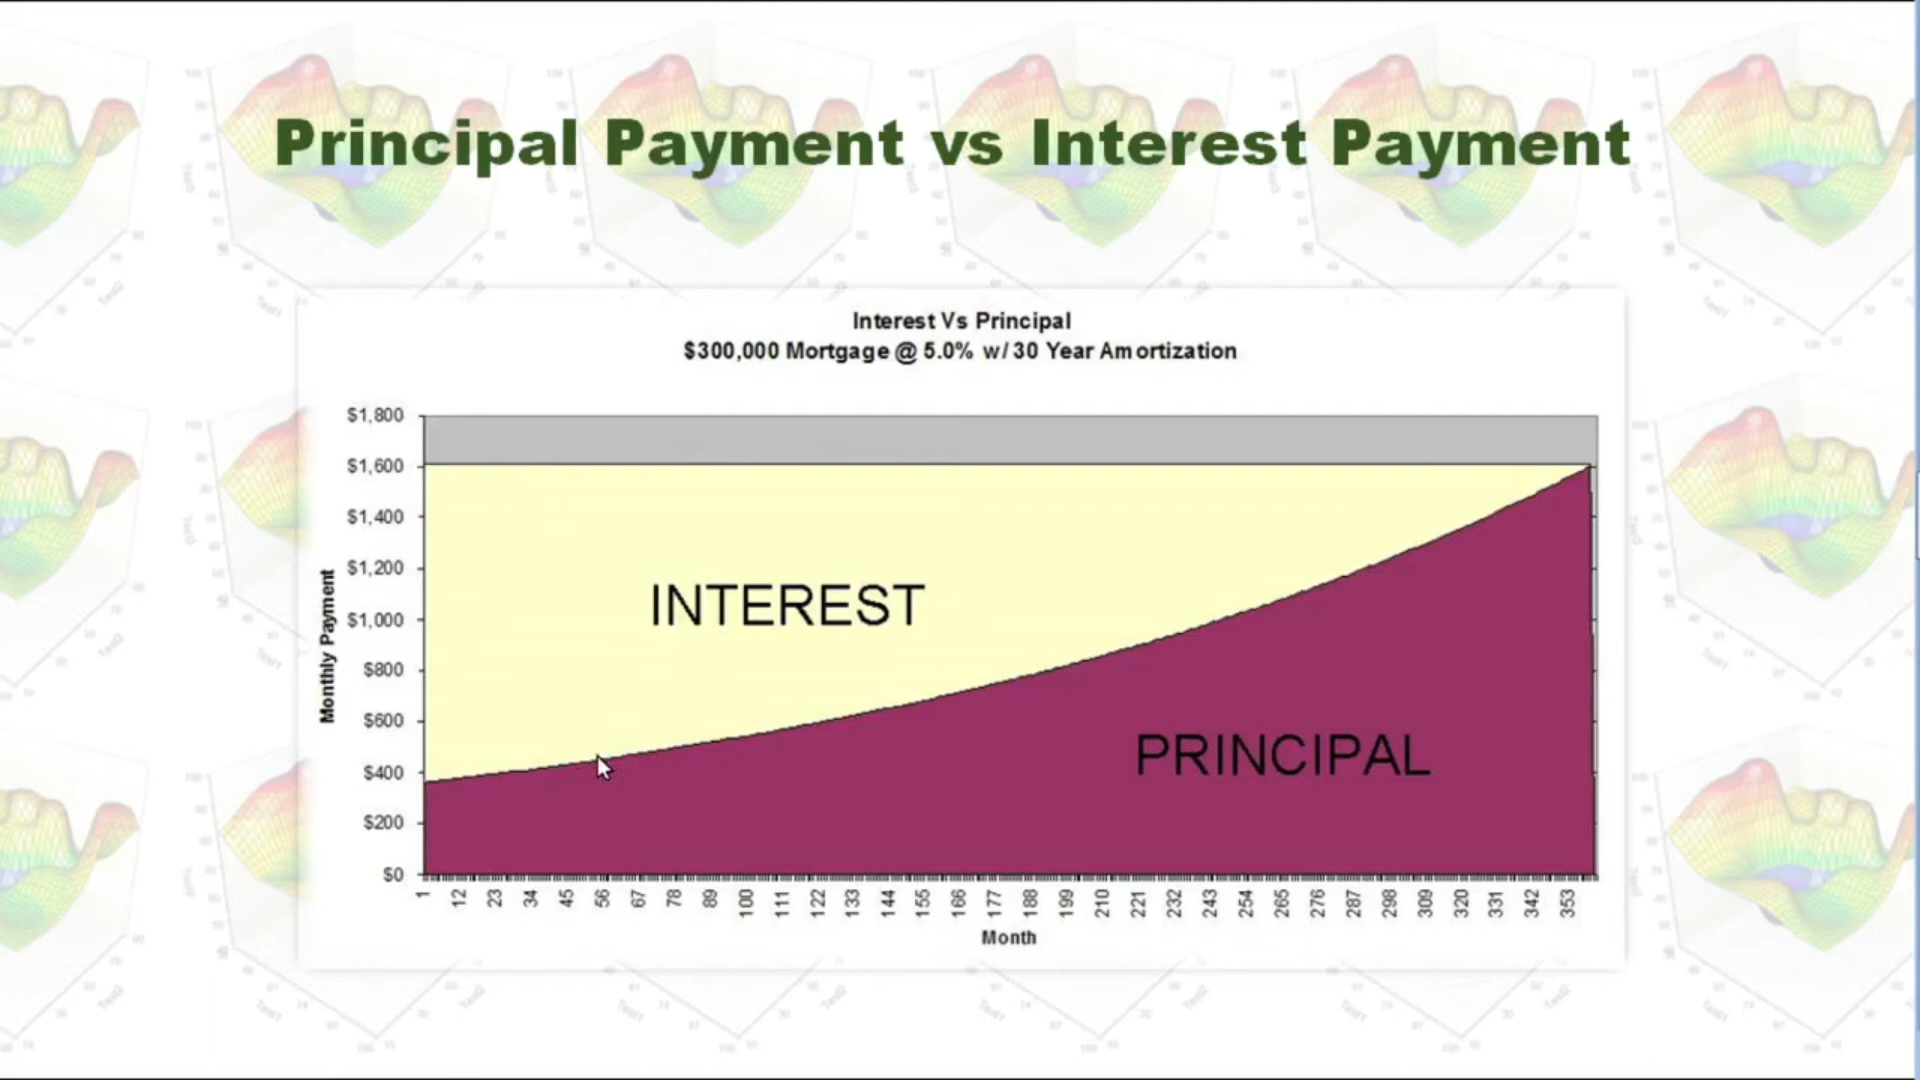 Principal Payment vs Interest Payment
Interest Vs Principal
$300,000 Mortgage @ 5.0% w/ 30 Year Amortization
$1,800
$1,600
$1,400
$1,200
$1,000
$800
$600
$400
$200
$0
Monthly Payment
INTEREST
PRINCIPAL
1 12 23 34 45 56 67 78 89 100 111 122 133 144 155 166 177 188 199 210 221 232 243 254 265 276 287 298 309 320 331 342 353
Month